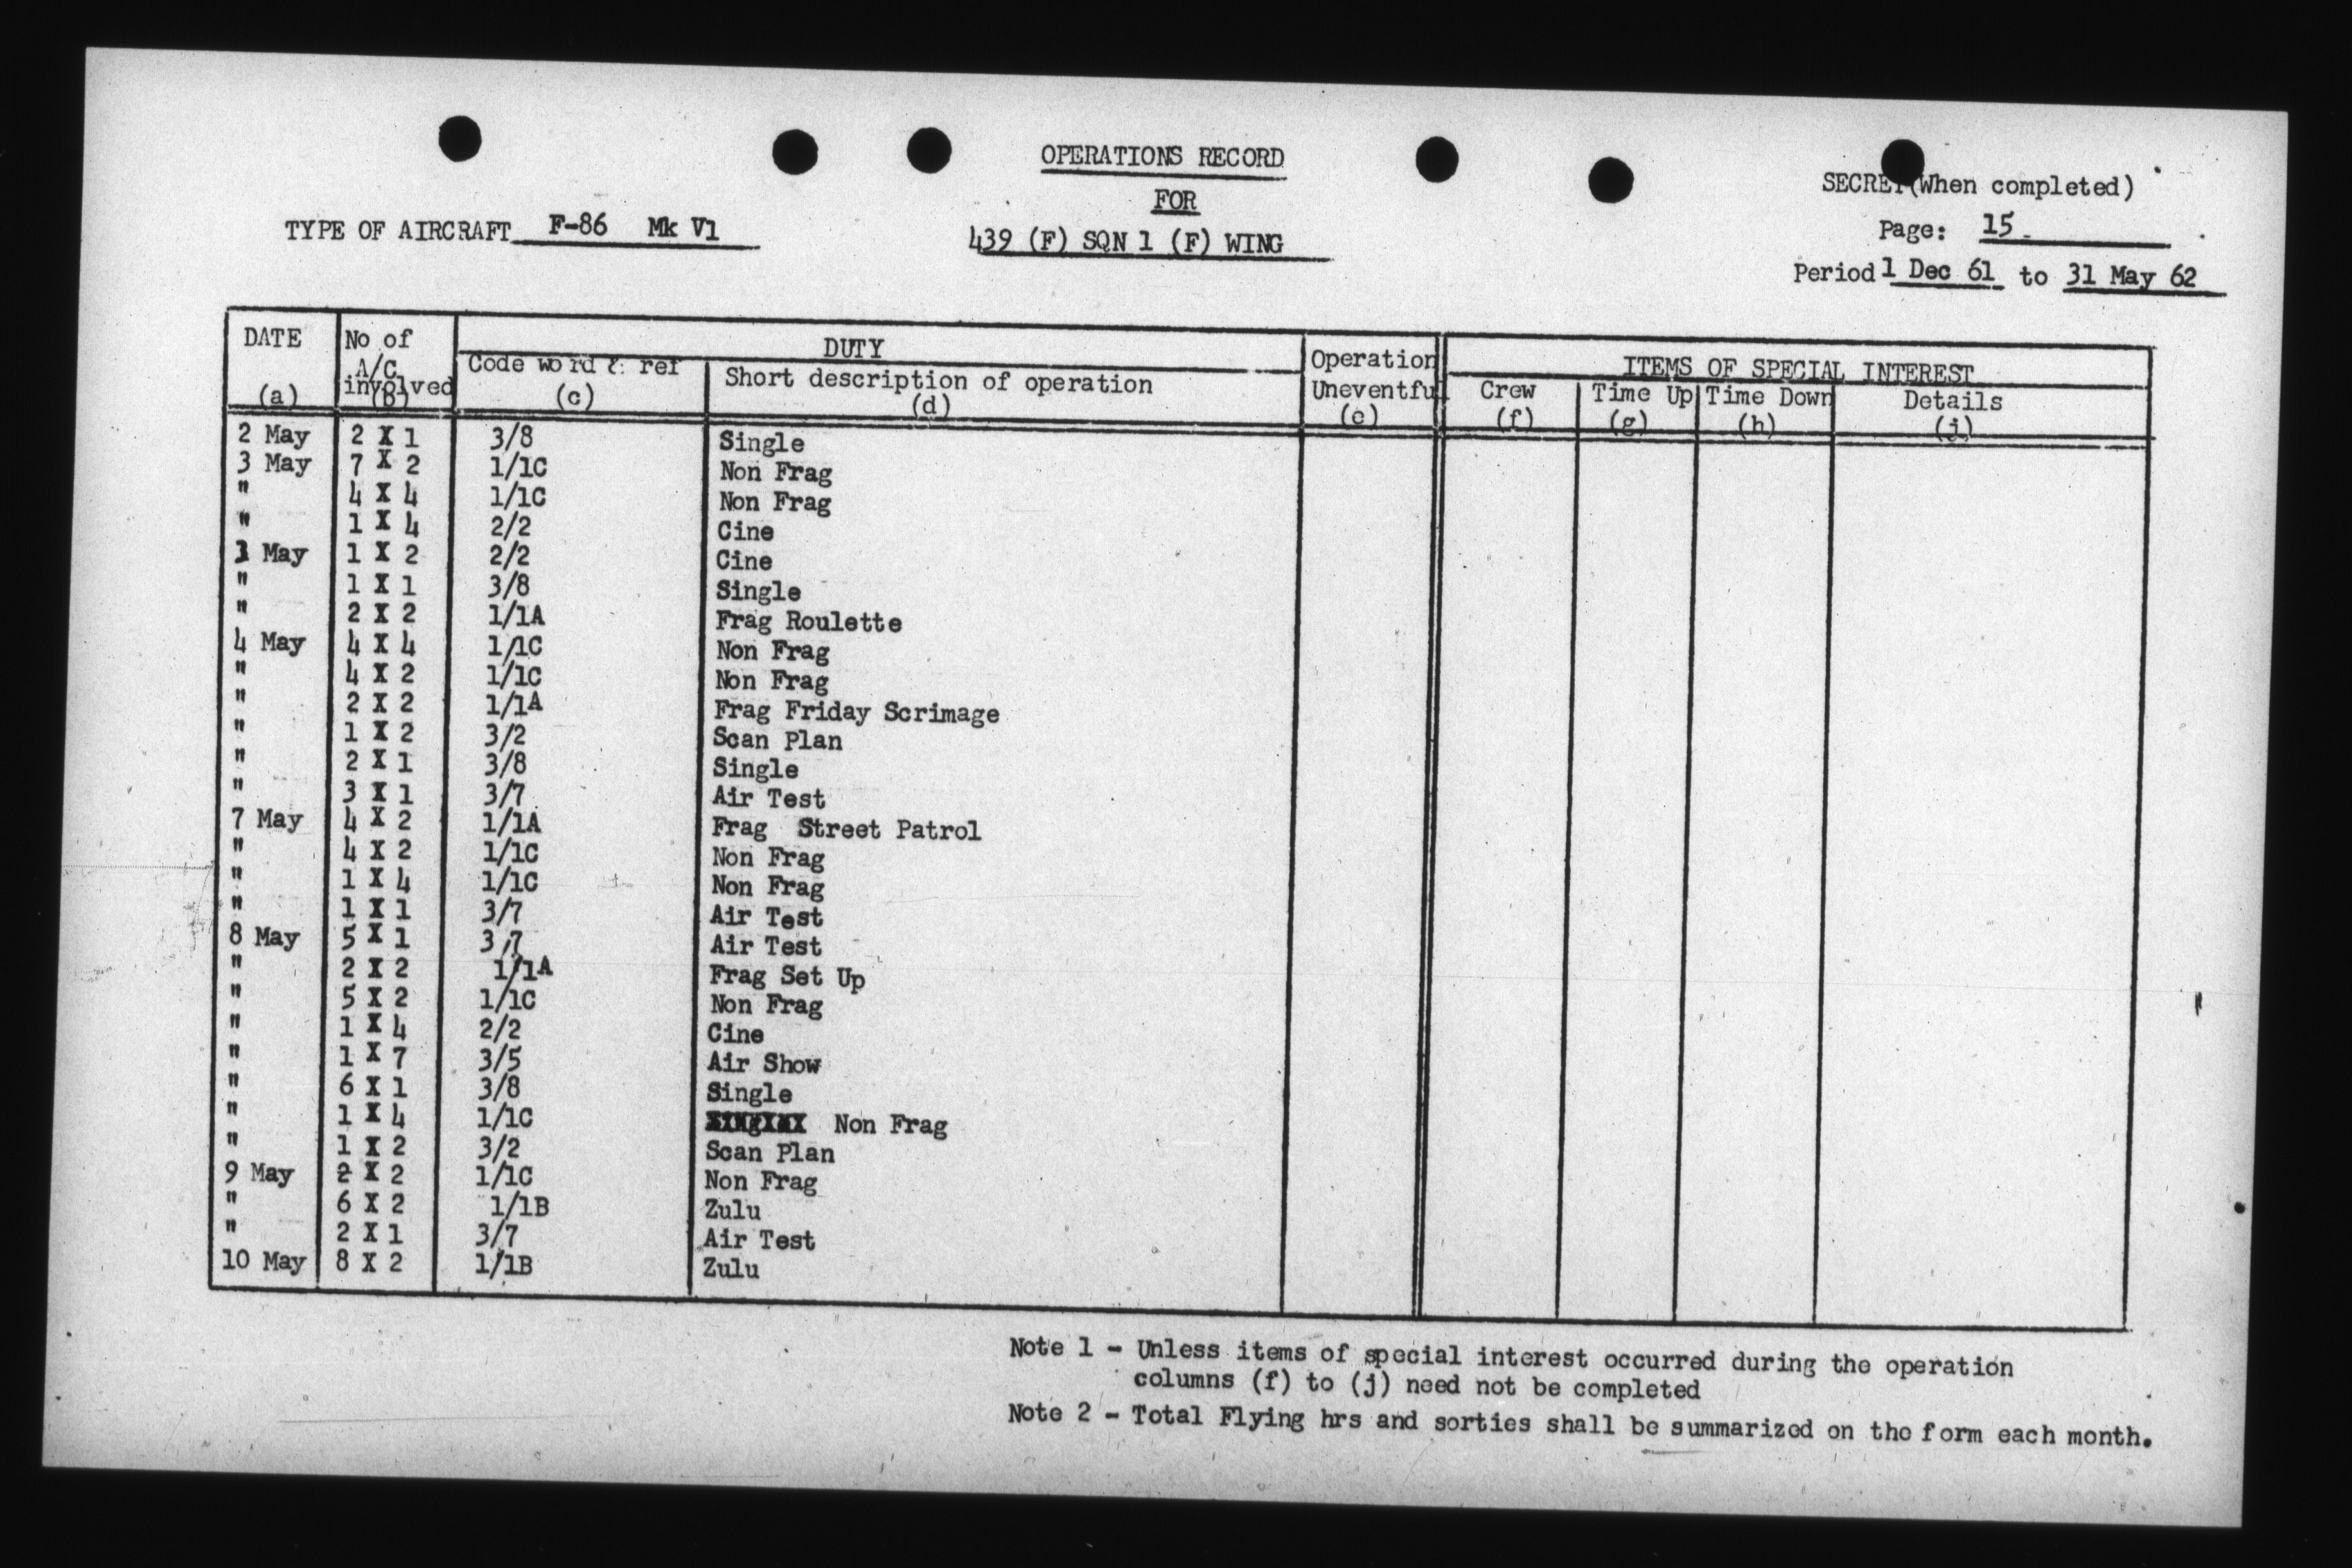 OPERATIONS RECORD
FOR
439 (F) SQN 1 (F) WING
TYPE OF AIRCRAFT F-86 Mk V1
SECRET(When completed)
Page: 15.
Period 1 Dec 61 to 31 May 62
DATE (a) No of A/C involved (B) DUTY Code word & ref (c) Short description of operation (d) Operation Uneventful (e) ITEMS OF SPECIAL INTEREST Crew (f) Time Up (g) Time Down (h) Details (j)
2 May 2 X 1 3/8 Single
3 May 7 X 2 1/1C Non Frag
" 4 X 4 1/1C Non Frag
" 1 X 4 2/2 Cine
3 May 1 X 2 2/2 Cine
" 1 X 1 3/8 Single
" 2 X 2 1/1A Frag Roulette
4 May 4 X 4 1/1C Non Frag
" 4 X 2 1/1C Non Frag
" 2 X 2 1/1A Frag Friday Scrimage
" 1 X 2 3/2 Scan Plan
" 2 X 1 3/8 Single
" 3 X 1 3/7 Air Test
7 May 4 X 2 1/1A Frag Street Patrol
" 4 X 2 1/1C Non Frag
" 1 X 4 1/1C Non Frag
" 1 X 1 3/7 Air Test
8 May 5 X 1 3/7 Air Test
" 2 X 2 1/1A Frag Set Up
" 5 X 2 1/1C Non Frag
" 1 X 4 2/2 Cine
" 1 X 7 3/5 Air Show
" 6 X 1 3/8 Single
" 1 X 4 1/1C Non Frag
" 1 X 2 3/2 Scan Plan
9 May 2 X 2 1/1C Non Frag
" 6 X 2 1/1B Zulu
" 2 X 1 3/7 Air Test
10 May 8 X 2 1/1B Zulu
Note 1 - Unless items of special interest occurred during the operation
columns (f) to (j) need not be completed
Note 2 - Total Flying hrs and sorties shall be summarized on the form each month.